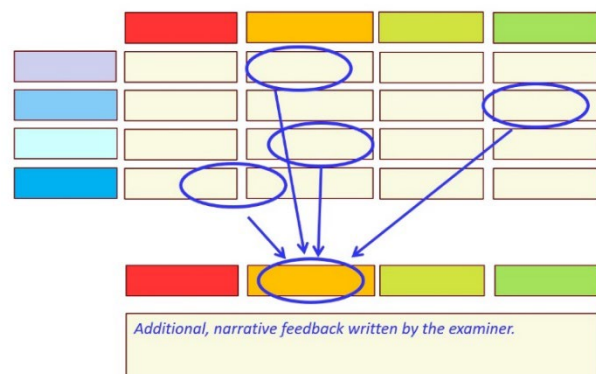 Additional, narrative feedback written by the examiner.